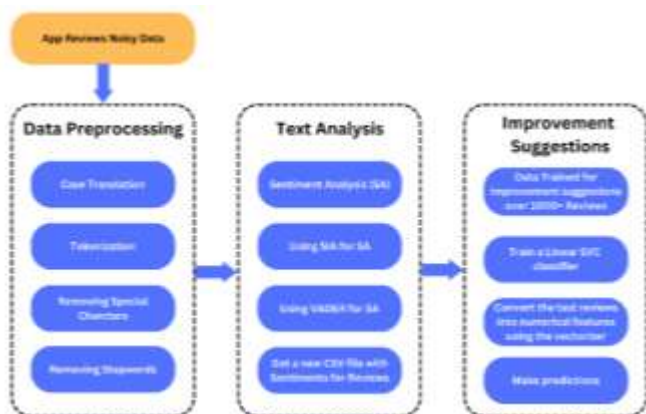 App Reviews Noisy Data
Data Preprocessing
Case Translation
Tokenization
Removing Special
Removing Stopwords
Text Analysis
Sentiment Analysis (SA)
Using SIA for SA
Using VADER for SA
Get a new CSV file with
Sentiments for Reviews
Improvement
Suggestions
Data Trained for
improvement suggestions
over Reviews
Train a Linear SVC
classifier
Convert the text reviews
into numerical features
using the vectorizer
Make predictions